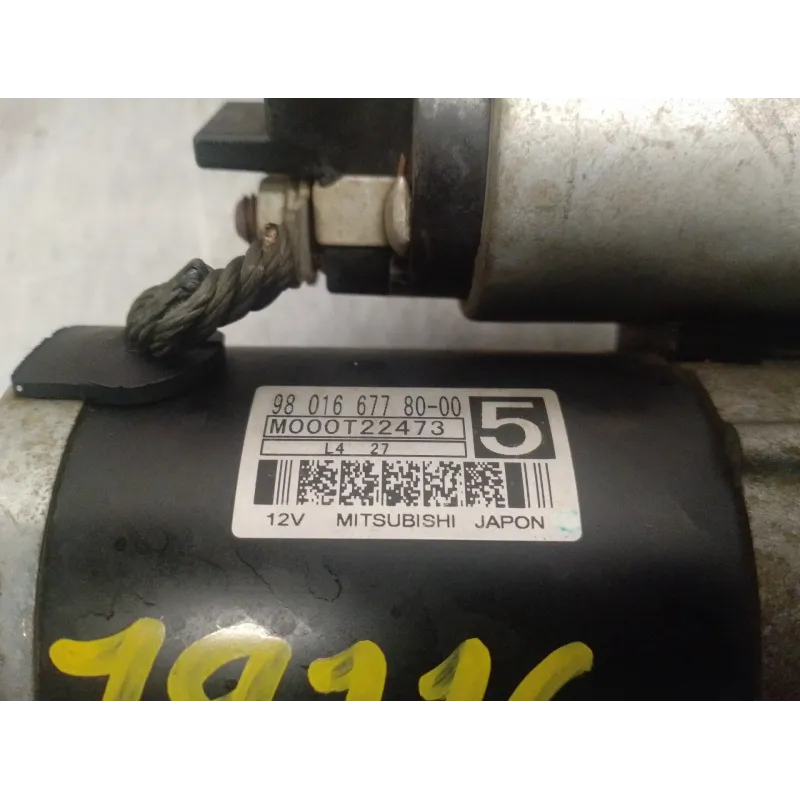 98 016 677 80-00
5
M000T22473
L4 27
12V MITSUBISHI JAPON